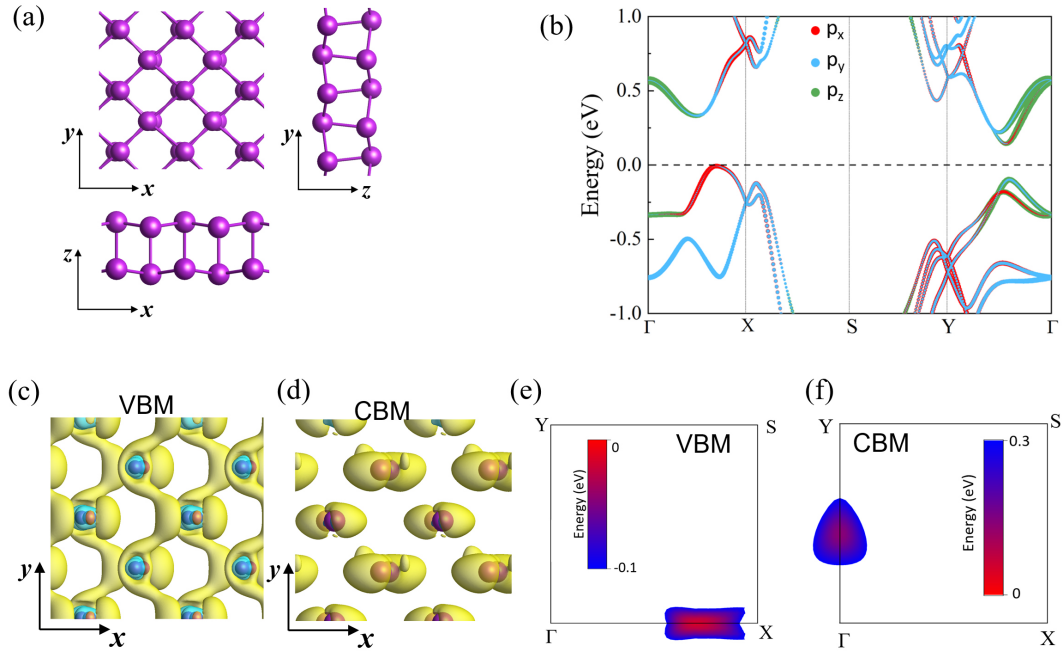 (a)
y
x
y
z
z
x
(b)
1.0
0.5
0.0
-0.5
-1.0
Energy (eV)
px
py
pz
Γ X S Y Γ
(c)
VBM
y
x
(d)
CBM
y
x
(e)
Y S
VBM
0
Energy (eV)
-0.1
Γ X
(f)
Y S
CBM
0.3
Energy (eV)
0
Γ X